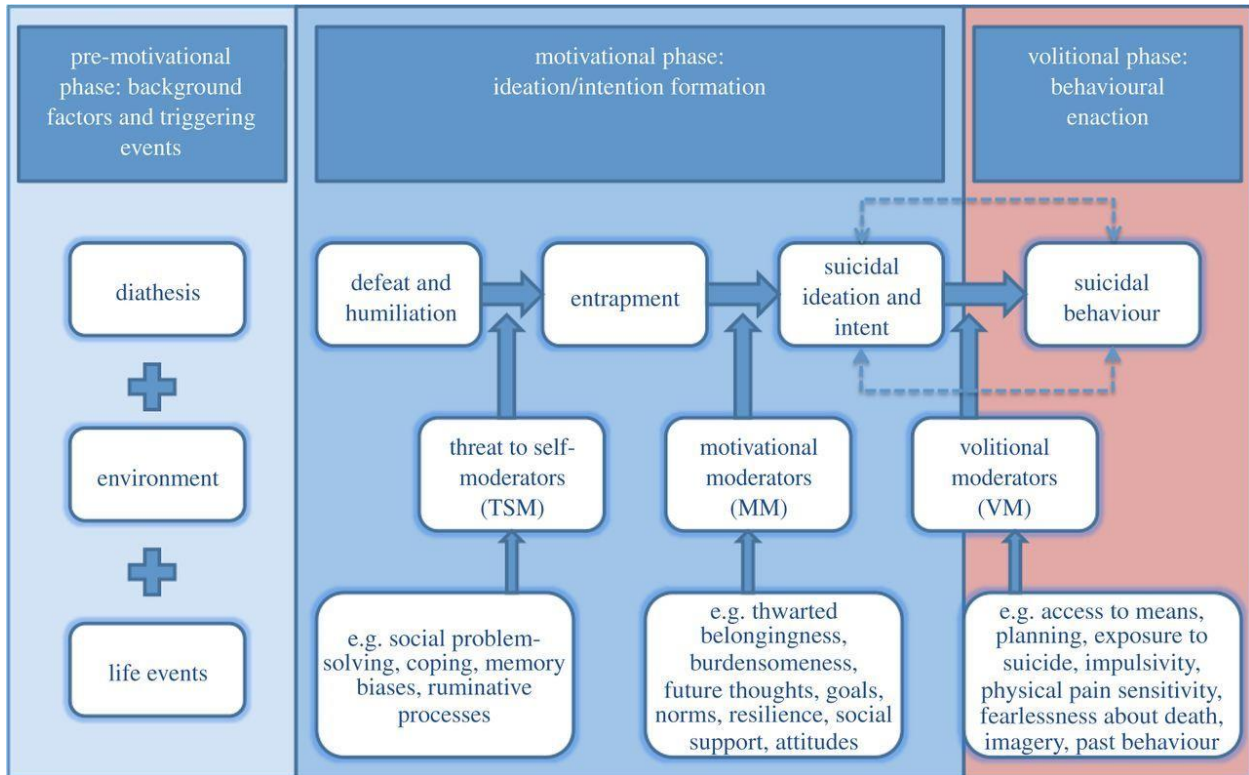 pre-motivational
phase: background
factors and triggering
events
motivational phase:
ideation/intention formation
volitional phase:
behavioural
enaction
diathesis
environment
life events
defeat and
humiliation
entrapment
suicidal
ideation and
intent
suicidal
behaviour
threat to self-
moderators
(TSM)
motivational
moderators
(MM)
volitional
moderators
(VM)
e.g. social problem-
solving, coping, memory
biases, ruminative
processes
e.g. thwarted
belongingness,
burdensomeness,
future thoughts, goals,
norms, resilience, social
support, attitudes
e.g. access to means,
planning, exposure to
suicide, impulsivity,
physical pain sensitivity,
fearlessness about death,
imagery, past behaviour